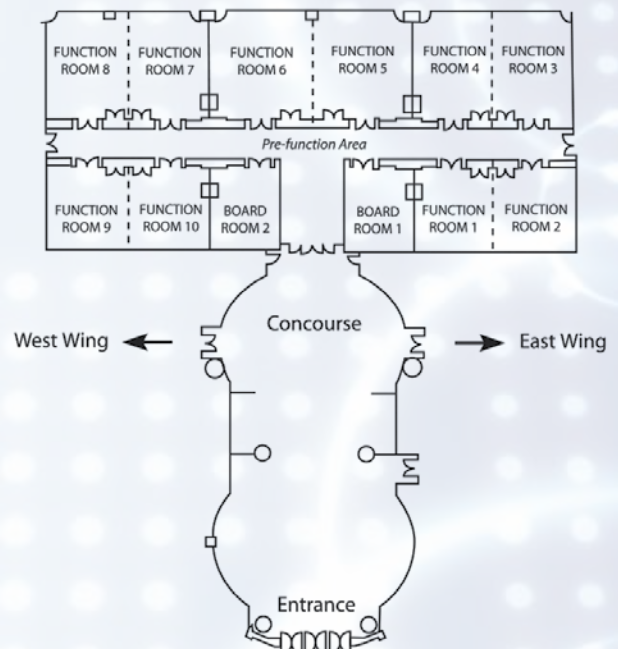 FUNCTION
ROOM 8
FUNCTION
ROOM 7
FUNCTION
ROOM 6
FUNCTION
ROOM 5
FUNCTION
ROOM 4
FUNCTION
ROOM 3
Pre-function Area
FUNCTION
ROOM 9
FUNCTION
ROOM 10
BOARD
ROOM 2
BOARD
ROOM 1
FUNCTION
ROOM 1
FUNCTION
ROOM 2
Concourse
West Wing
East Wing
Entrance